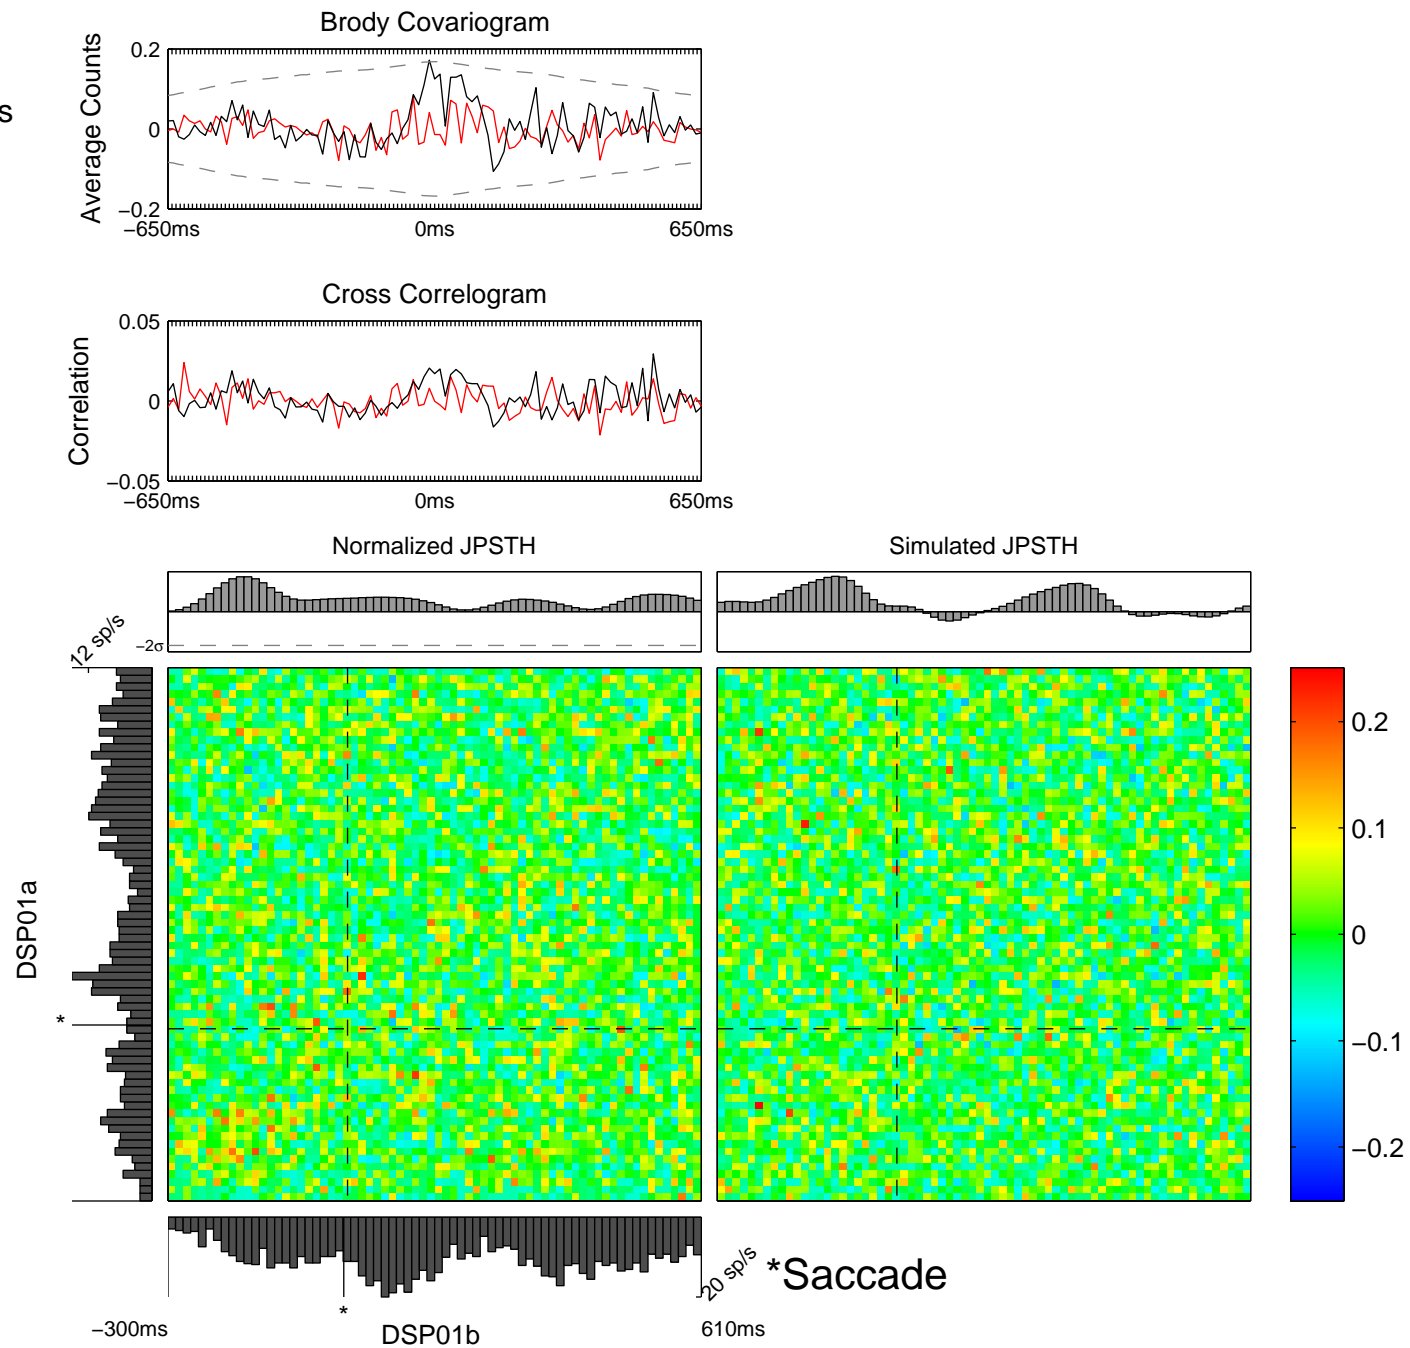 Brody Covariogram
s
Average Counts
0.2
0
−0.2
−650ms
0ms
650ms
Cross Correlogram
Correlation
0.05
0
−0.05
−650ms
0ms
650ms
Normalized JPSTH
Simulated JPSTH
−2σ
12 sp/s
DSP01a
*
0.2
0.1
0
−0.1
−0.2
20 sp/s
*Saccade
*
−300ms
DSP01b
610ms